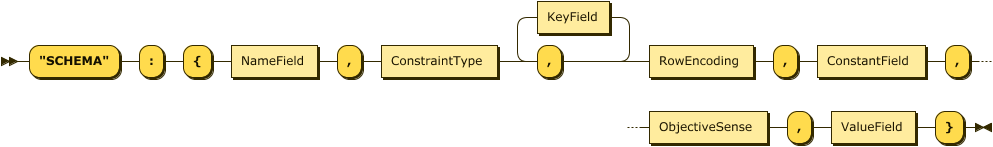 KeyField
"SCHEMA" : { NameField , ConstraintType , RowEncoding , ConstantField ,
ObjectiveSense , ValueField }